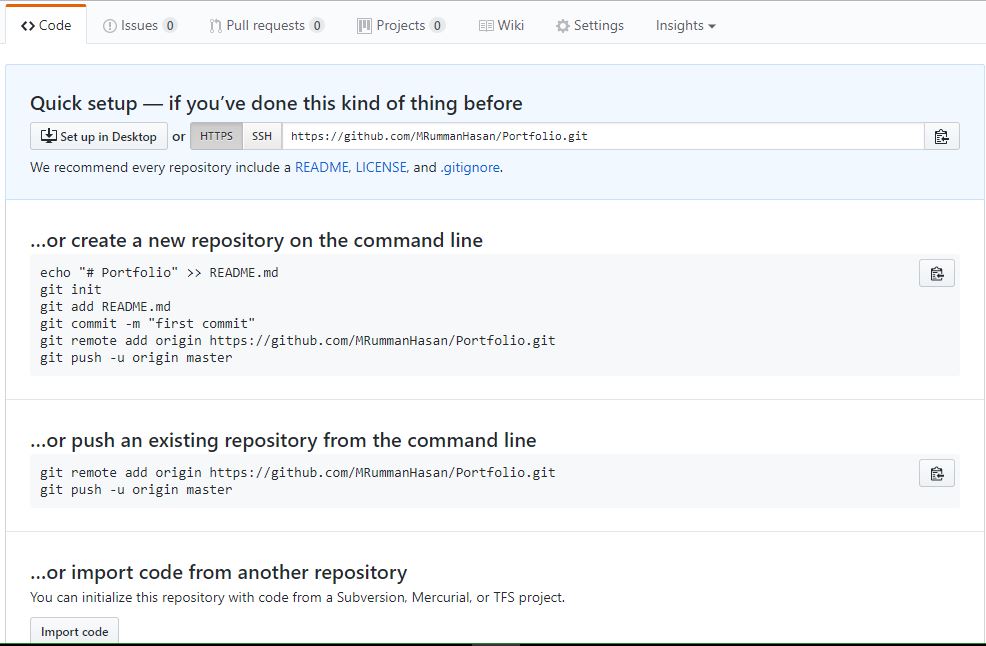 Code Issues 0 Pull requests 0 Projects 0 Wiki Settings Insights
Quick setup — if you’ve done this kind of thing before
Set up in Desktop or HTTPS SSH https://github.com/MRummanHasan/Portfolio.git
We recommend every repository include a README, LICENSE, and .gitignore.
…or create a new repository on the command line
echo "# Portfolio" >> README.md
git init
git add README.md
git commit -m "first commit"
git remote add origin https://github.com/MRummanHasan/Portfolio.git
git push -u origin master
…or push an existing repository from the command line
git remote add origin https://github.com/MRummanHasan/Portfolio.git
git push -u origin master
…or import code from another repository
You can initialize this repository with code from a Subversion, Mercurial, or TFS project.
Import code